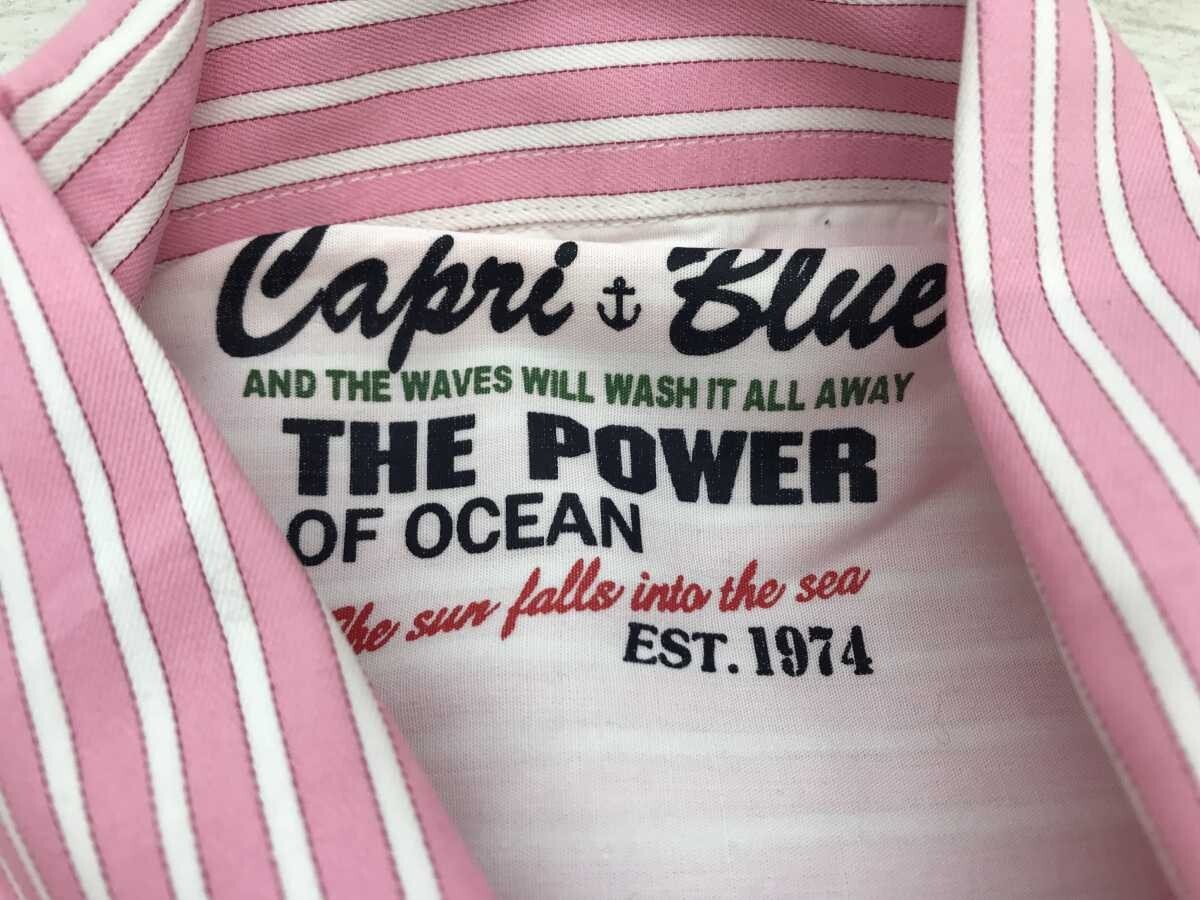 Capri Blue
AND THE WAVES WILL WASH IT ALL AWAY
THE POWER
OF OCEAN
The sun falls into the sea
EST. 1974